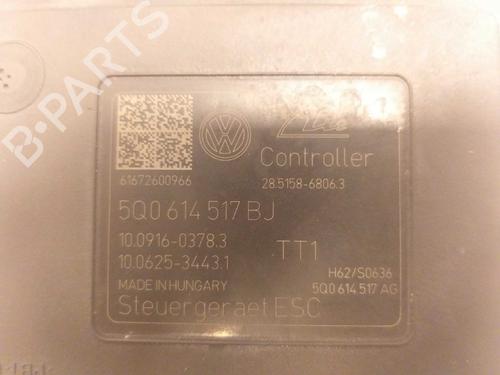 B-PARTS
Ate
Controller
61672600966
28.5158-6806.3
5Q0 614 517 BJ
10.0916-0378.3
TT1
10.0625-3443.1
H62/S0636
MADE IN HUNGARY
5Q0 614 517 AG
Steuergeraet ESC